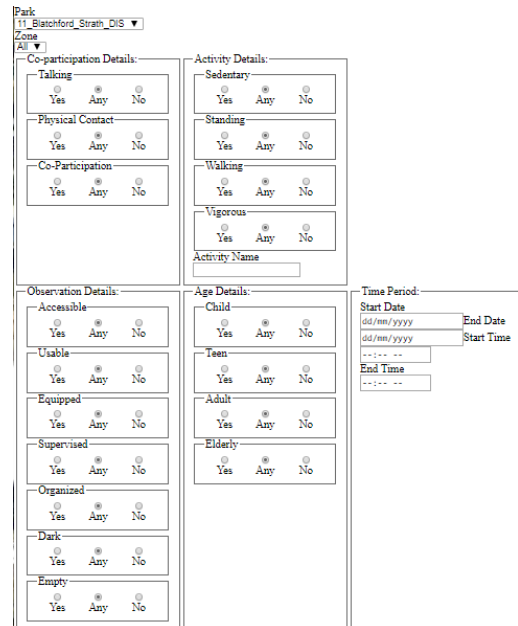 Park
11_Blatchford_Strath_DIS ▼
Zone
All ▼
Co-participation Details:
Talking
Yes Any No
Physical Contact
Yes Any No
Co-Participation
Yes Any No
Activity Details:
Sedentary
Yes Any No
Standing
Yes Any No
Walking
Yes Any No
Vigorous
Yes Any No
Activity Name
Observation Details:
Accessible
Yes Any No
Usable
Yes Any No
Equipped
Yes Any No
Supervised
Yes Any No
Organized
Yes Any No
Dark
Yes Any No
Empty
Yes Any No
Age Details:
Child
Yes Any No
Teen
Yes Any No
Adult
Yes Any No
Elderly
Yes Any No
Time Period:
Start Date
dd/mm/yyyy End Date
dd/mm/yyyy Start Time
--:-- --
End Time
--:-- --